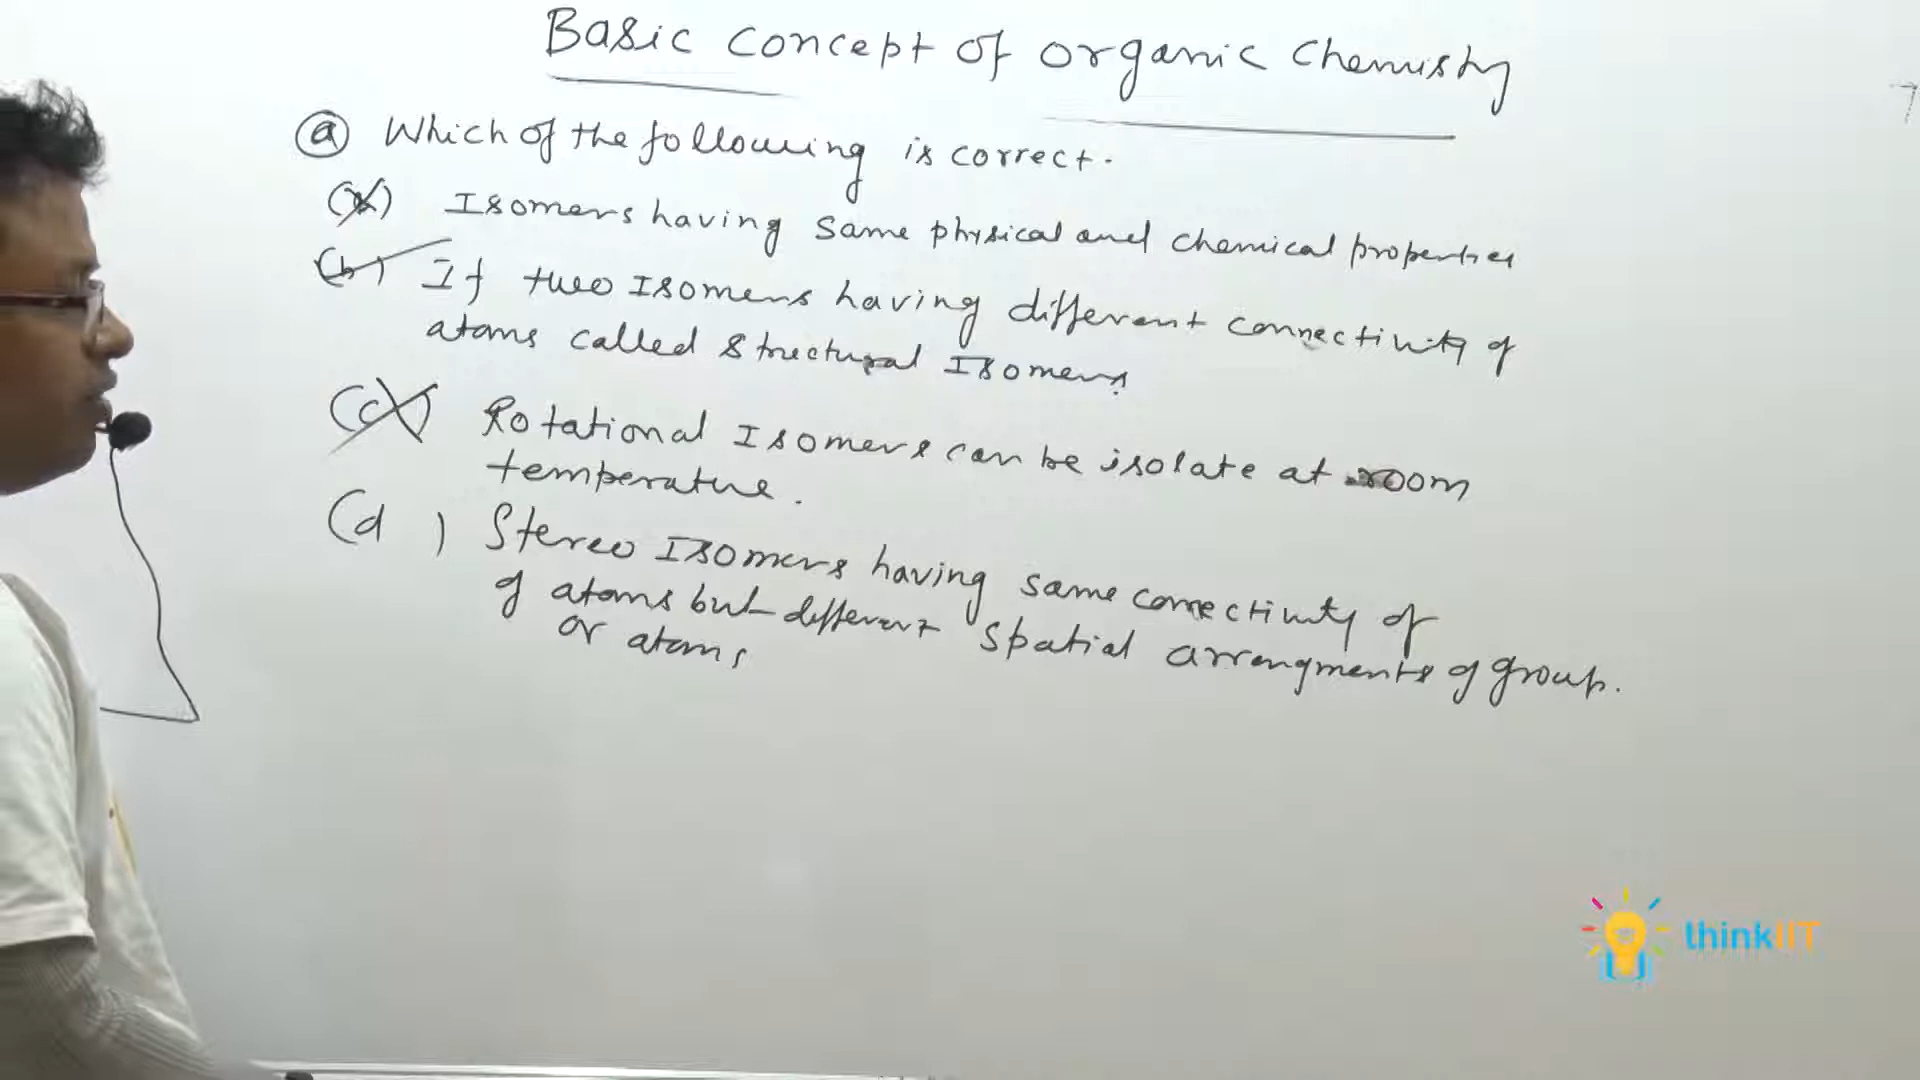 Basic concept of organic chemistry
(a) Which of the following is correct.
(a) Isomers having same physical and chemical properties
(b) If two Isomers having different connectivity of
atoms called structural Isomers.
(c) Rotational Isomers can be isolate at room
temperature.
(d) Stereo Isomers having same connectivity of
of atoms but different spatial arrangments of group.
or atoms
thinkIIT